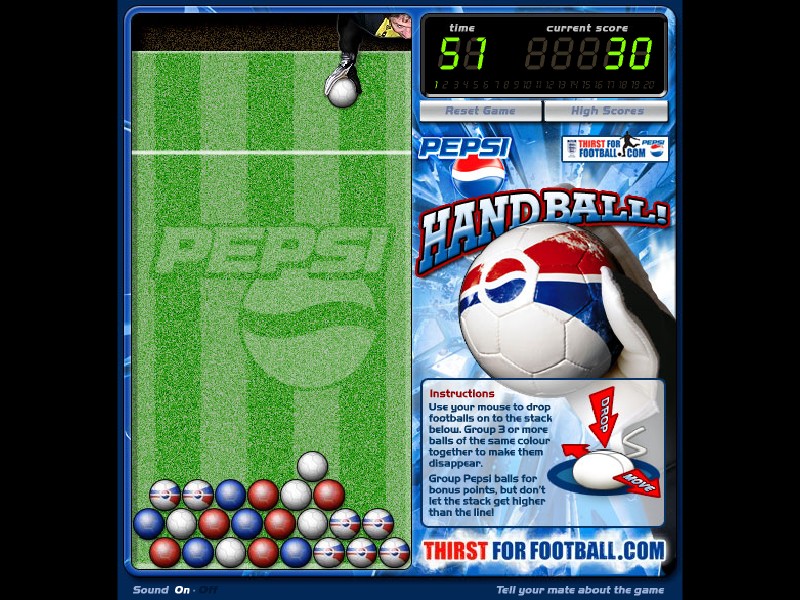 time
current score
57
30
1 2 3 4 5 6 7 8 9 10 11 12 13 14 15 16 17 18 19 20
Reset Game
High Scores
PEPSI
THIRST FOR
FOOTBALL.COM
PEPSI
HANDBALL!
PEPSI
Instructions
Use your mouse to drop
footballs on to the stack
below. Group 3 or more
balls of the same colour
together to make them
disappear.
Group Pepsi balls for
bonus points, but don't
let the stack get higher
than the line!
DROP
MOVE
THIRST FOR FOOTBALL.COM
Sound On · Off
Tell your mate about the game